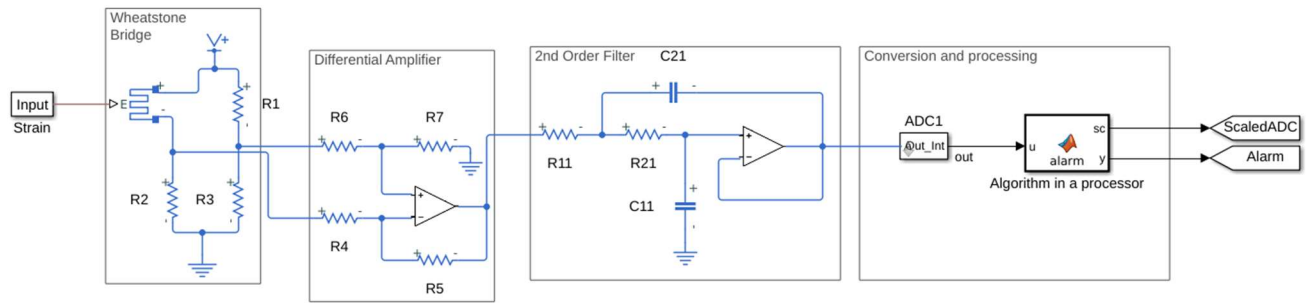 Wheatstone
Bridge
V+
Input
Strain
E
R1
R2
R3
Differential Amplifier
R6
R7
R4
R5
2nd Order Filter
C21
R11
R21
C11
Conversion and processing
ADC1
Out_Int
out
u
sc
y
alarm
Algorithm in a processor
ScaledADC
Alarm